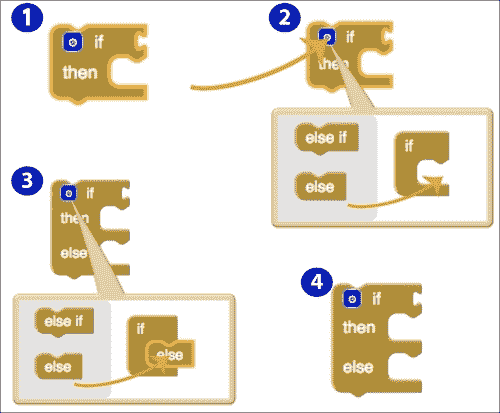 1
if
then
2
if
then
else if
else
if
3
if
then
else
else if
else
if
else
4
if
then
else